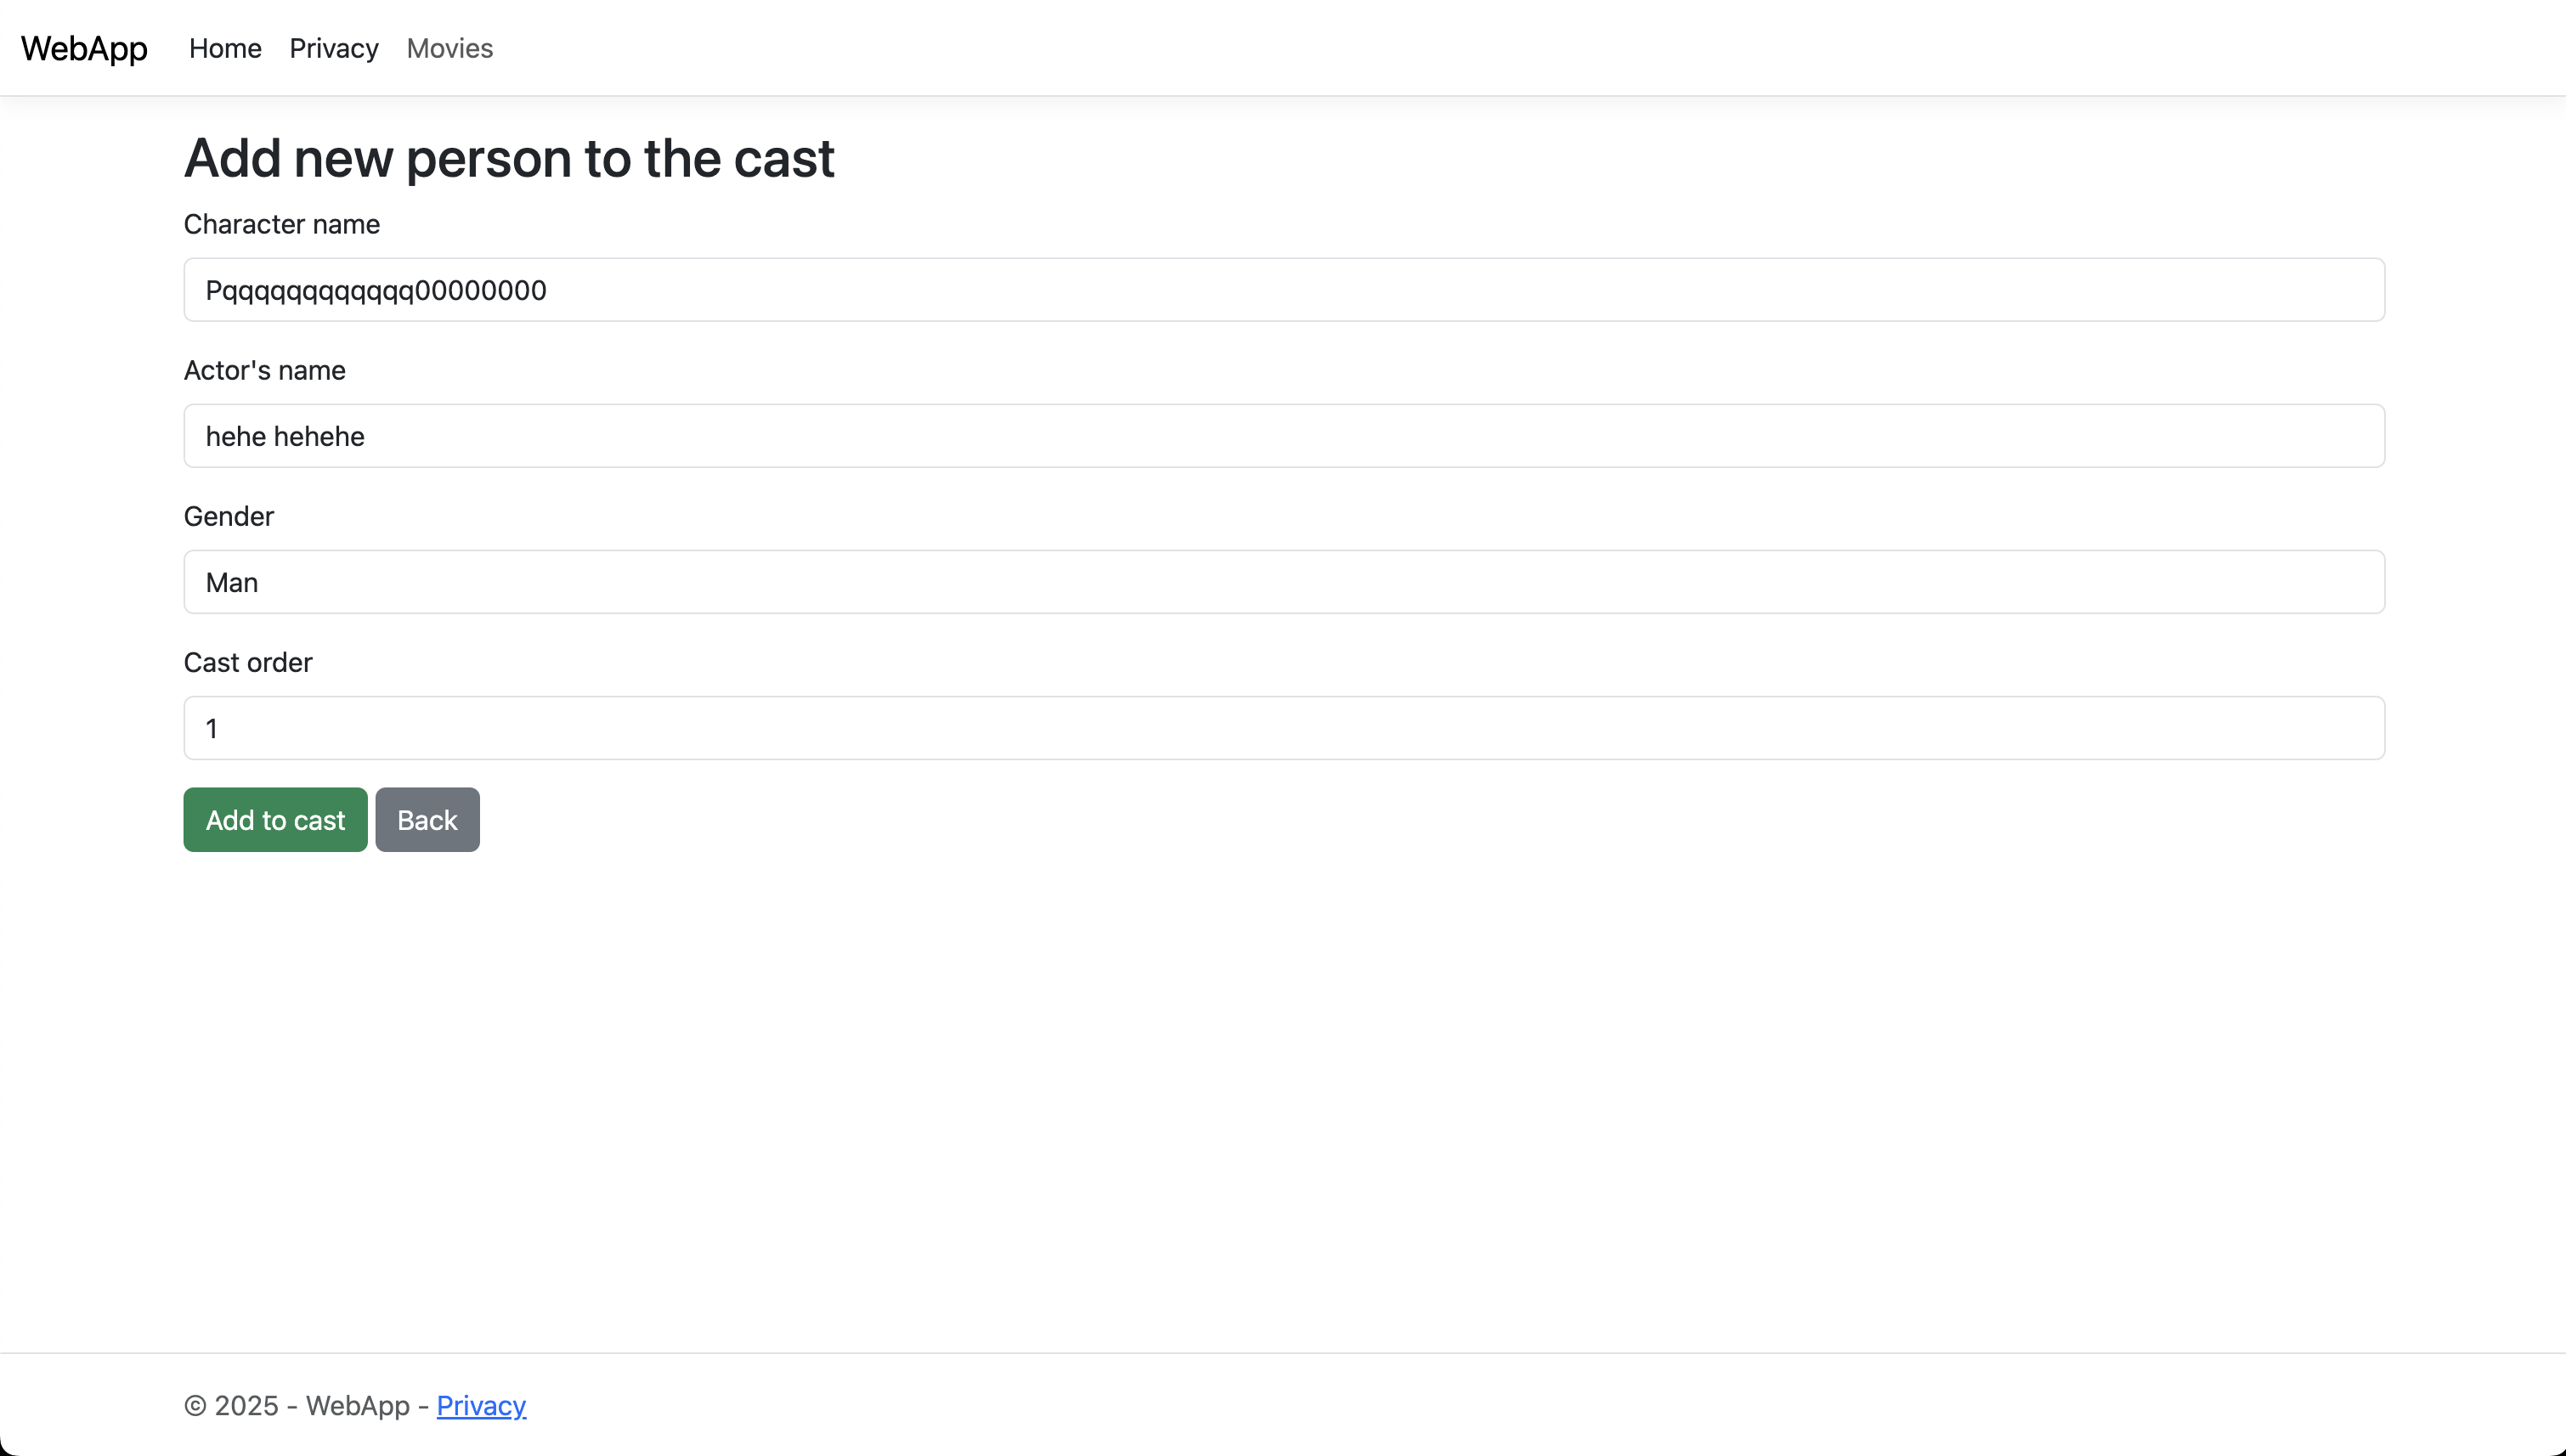 WebApp Home Privacy Movies
Add new person to the cast
Character name
Pqqqqqqqqqqqq00000000
Actor's name
hehe hehehe
Gender
Man
Cast order
1
Add to cast Back
© 2025 - WebApp - Privacy